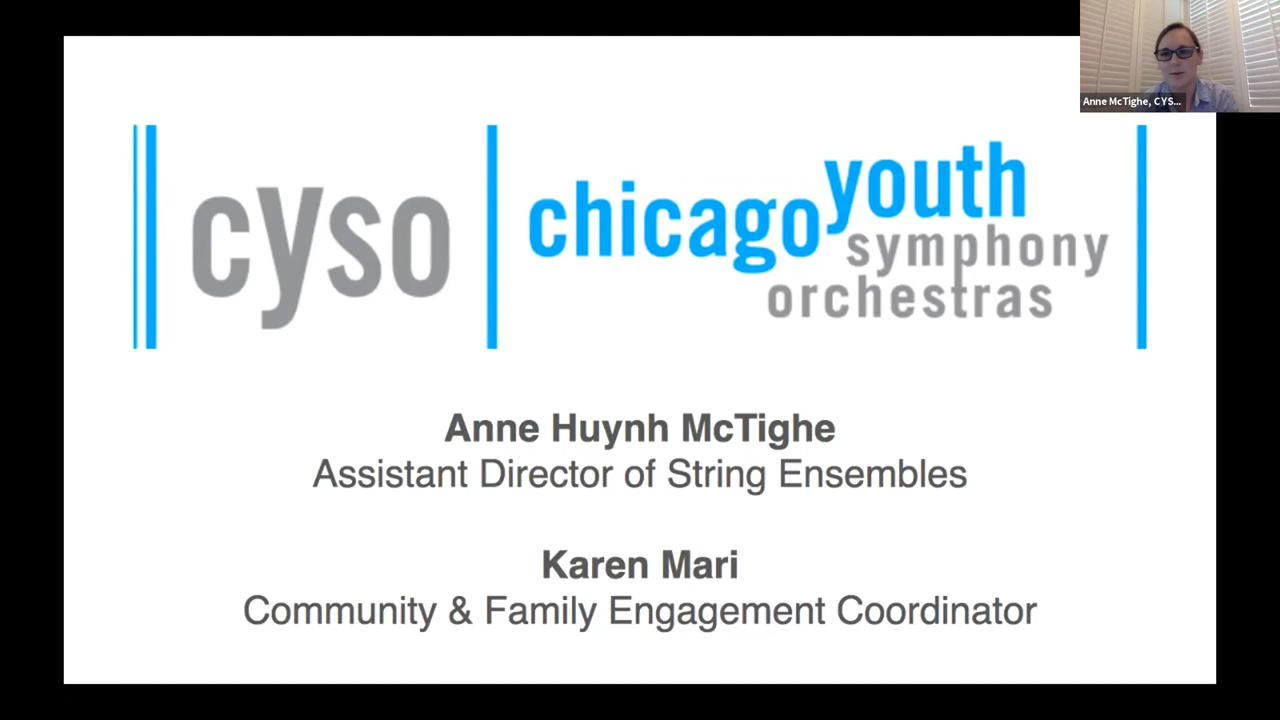 Anne McTighe, CYS...
cyso
chicago youth
symphony
orchestras
Anne Huynh McTighe
Assistant Director of String Ensembles
Karen Mari
Community & Family Engagement Coordinator